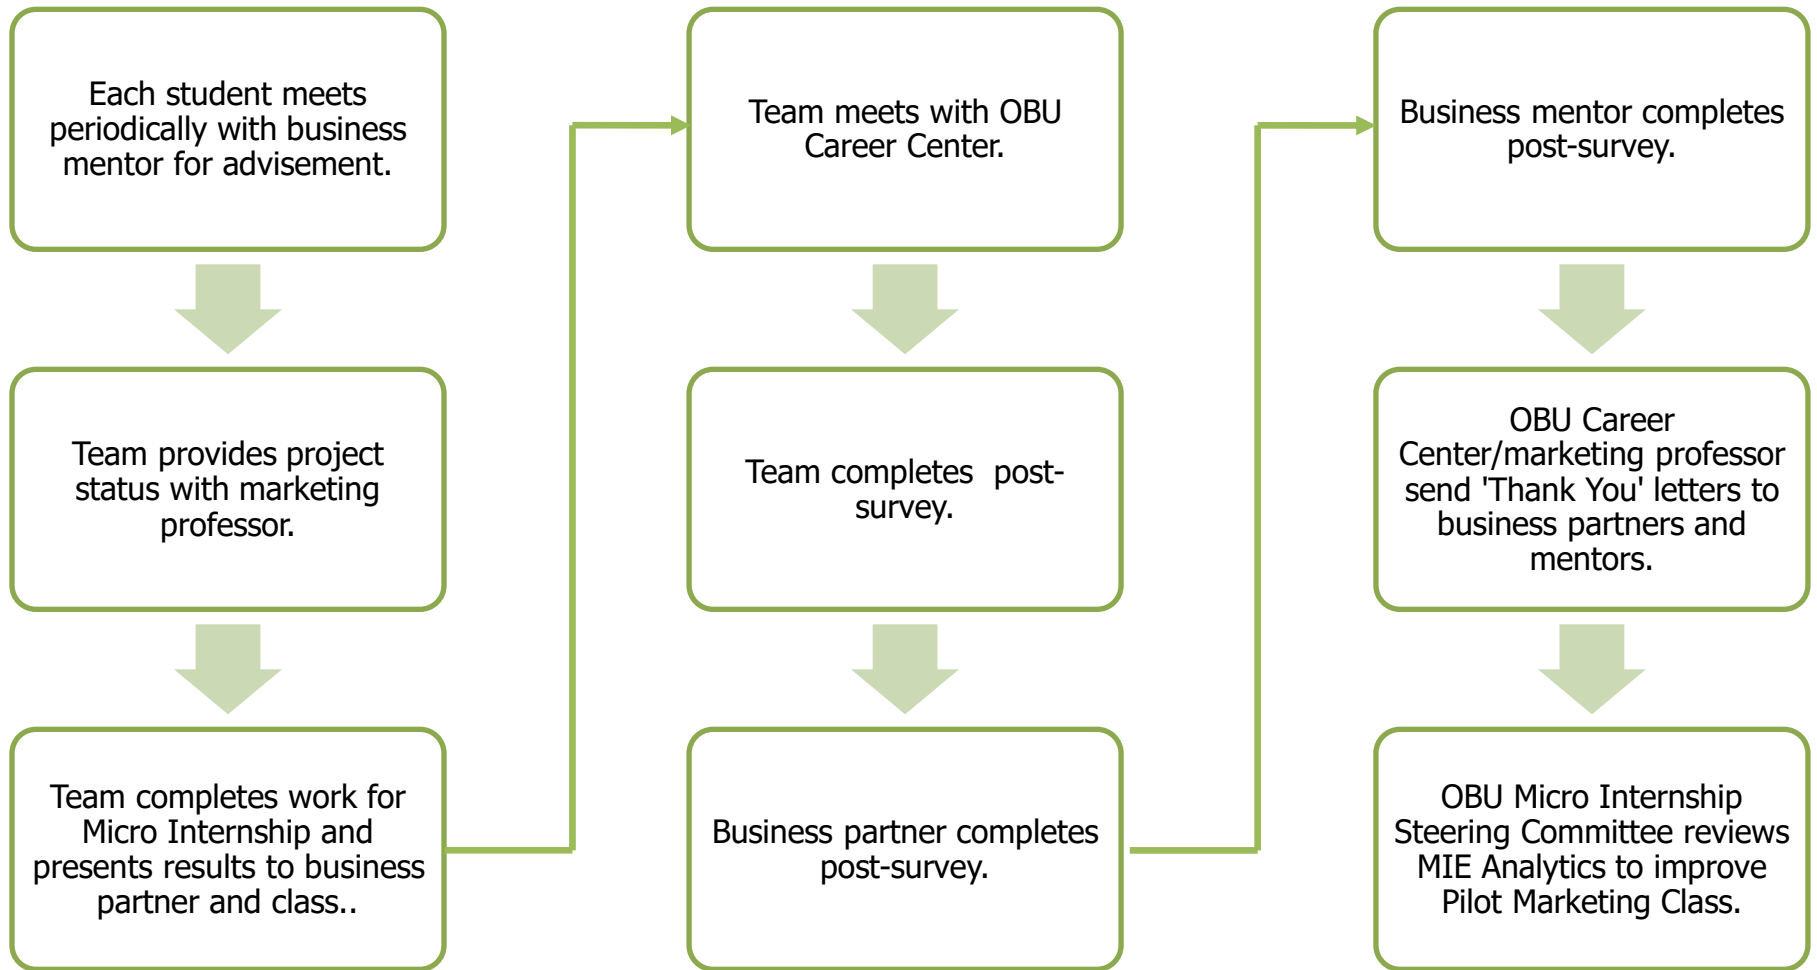 Each student meets
periodically with business
mentor for advisement.
Team provides project
status with marketing
professor.
Team completes work for
Micro Internship and
presents results to business
partner and class..
Team meets with OBU
Career Center.
Team completes  post-
survey.
Business partner completes
post-survey.
Business mentor completes
post-survey.
OBU Career
Center/marketing professor
send 'Thank You' letters to
business partners and
mentors.
OBU Micro Internship
Steering Committee reviews
MIE Analytics to improve
Pilot Marketing Class.